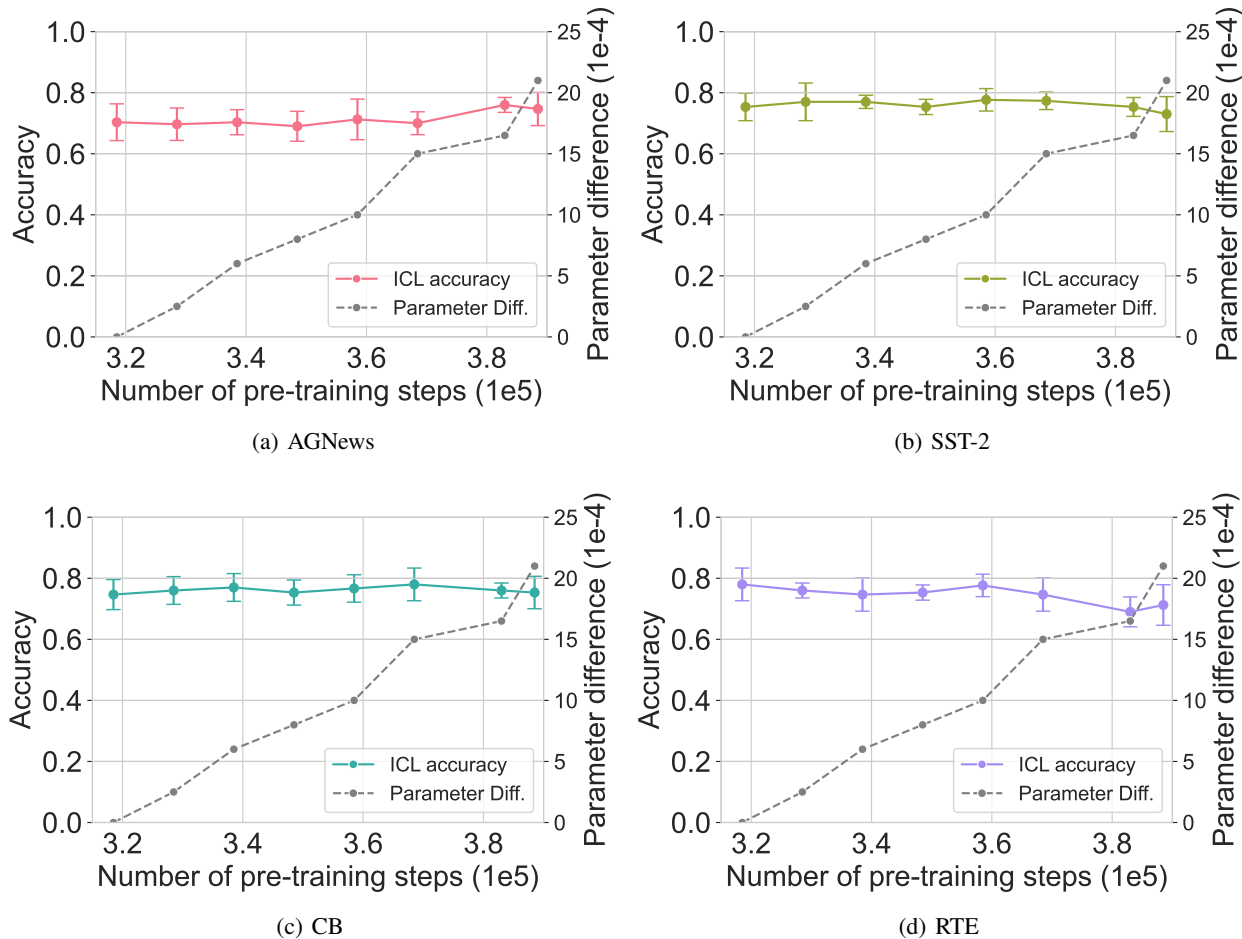 1.0
0.8
0.6
0.4
0.2
0.0
Accuracy
25
20
15
10
5
0
Parameter difference (1e-4)
ICL accuracy
Parameter Diff.
3.2 3.4 3.6 3.8
Number of pre-training steps (1e5)
(a) AGNews
1.0
0.8
0.6
0.4
0.2
0.0
Accuracy
25
20
15
10
5
0
Parameter difference (1e-4)
ICL accuracy
Parameter Diff.
3.2 3.4 3.6 3.8
Number of pre-training steps (1e5)
(b) SST-2
1.0
0.8
0.6
0.4
0.2
0.0
Accuracy
25
20
15
10
5
0
Parameter difference (1e-4)
ICL accuracy
Parameter Diff.
3.2 3.4 3.6 3.8
Number of pre-training steps (1e5)
(c) CB
1.0
0.8
0.6
0.4
0.2
0.0
Accuracy
25
20
15
10
5
0
Parameter difference (1e-4)
ICL accuracy
Parameter Diff.
3.2 3.4 3.6 3.8
Number of pre-training steps (1e5)
(d) RTE